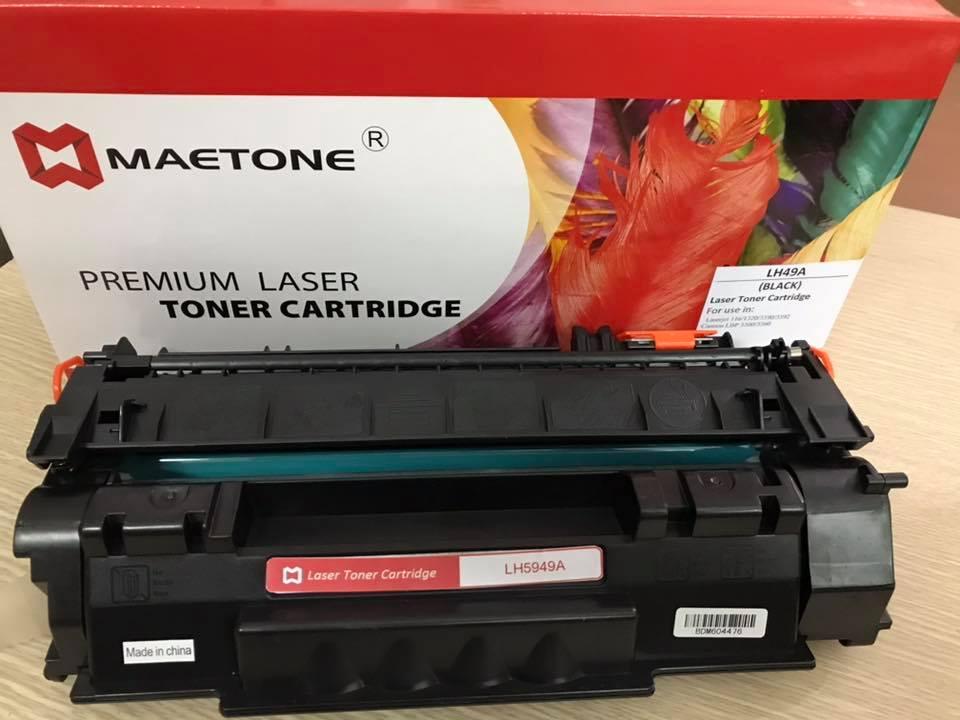 MAETONE ®
PREMIUM LASER
TONER CARTRIDGE
LH49A
(BLACK)
Laser Toner Cartridge
For use in:
Laser Toner Cartridge
LH5949A
BDM604476
Made in china